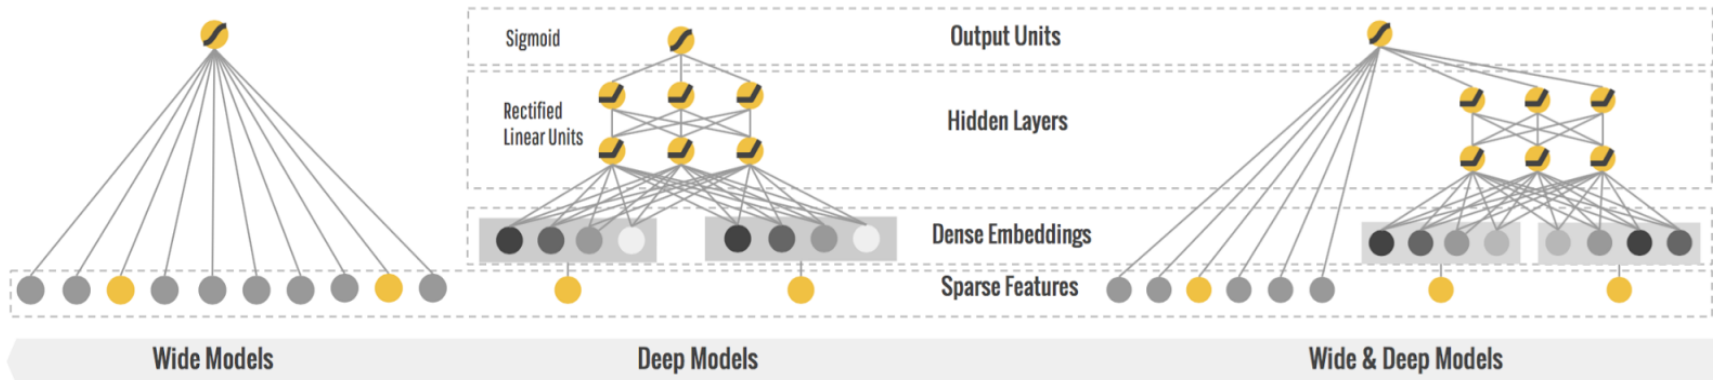 Sigmoid
Output Units
Rectified
Linear Units
Hidden Layers
Dense Embeddings
Sparse Features
Wide Models
Deep Models
Wide & Deep Models